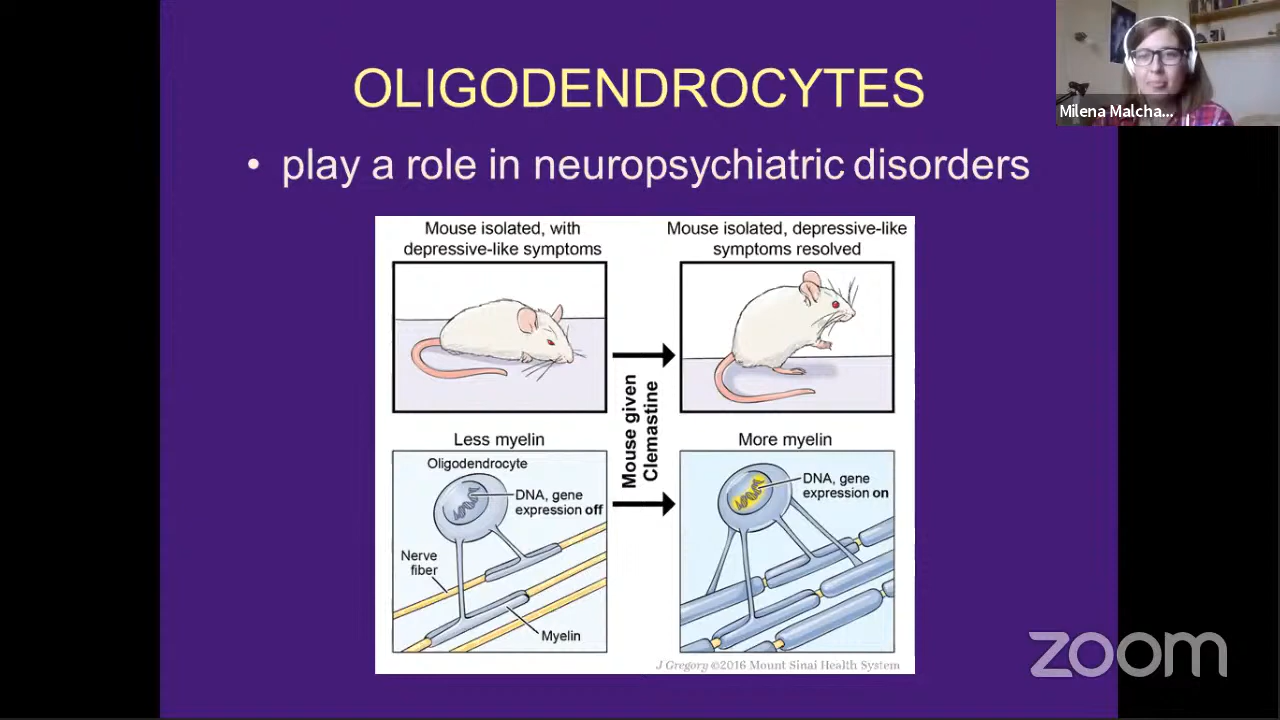 OLIGODENDROCYTES
• play a role in neuropsychiatric disorders
Milena Malcha...
Mouse isolated, with
depressive-like symptoms
Mouse isolated, depressive-like
symptoms resolved
Mouse given
Clemastine
Less myelin
Oligodendrocyte
DNA, gene
expression off
Nerve
fiber
Myelin
More myelin
DNA, gene
expression on
J Gregory ©2016 Mount Sinai Health System
zoom